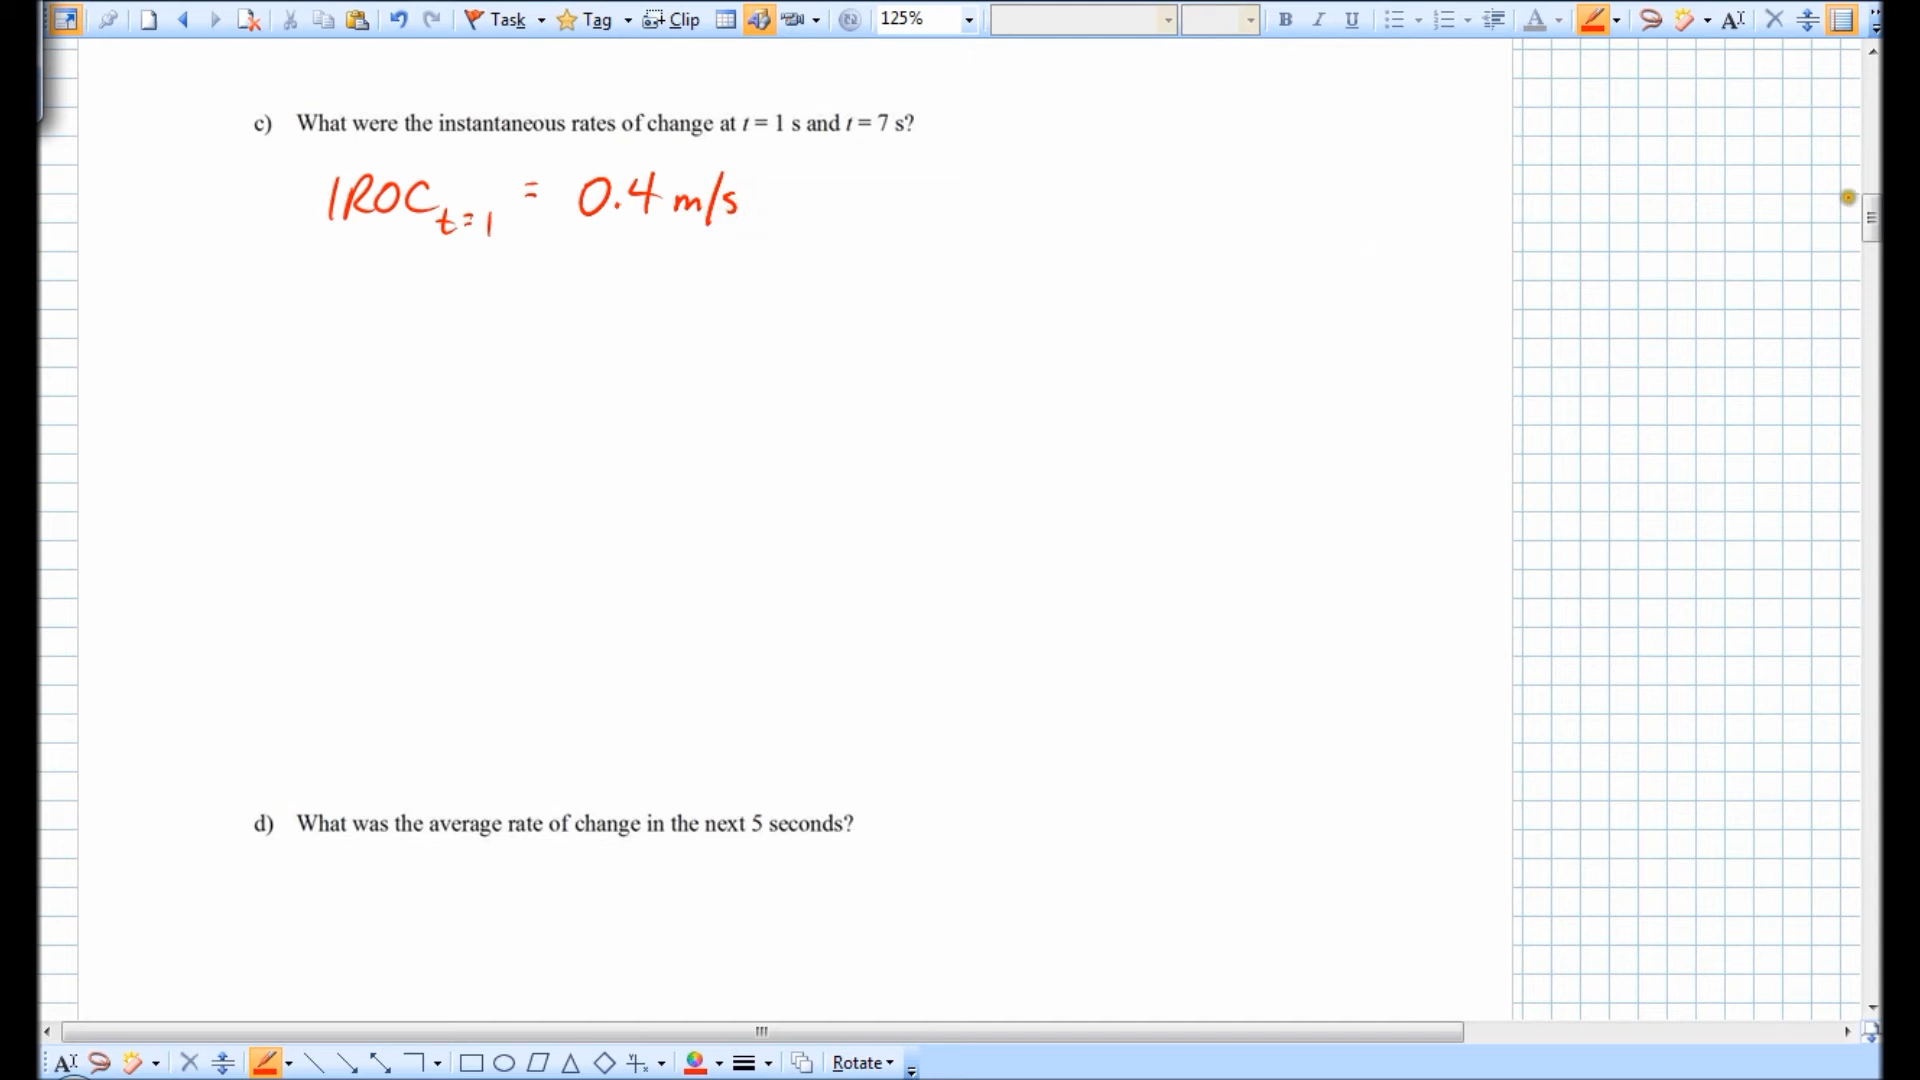 Task Tag Clip 125% B I U A
c) What were the instantaneous rates of change at t = 1 s and t = 7 s?
IROC t=1 = 0.4 m/s
d) What was the average rate of change in the next 5 seconds?
Rotate